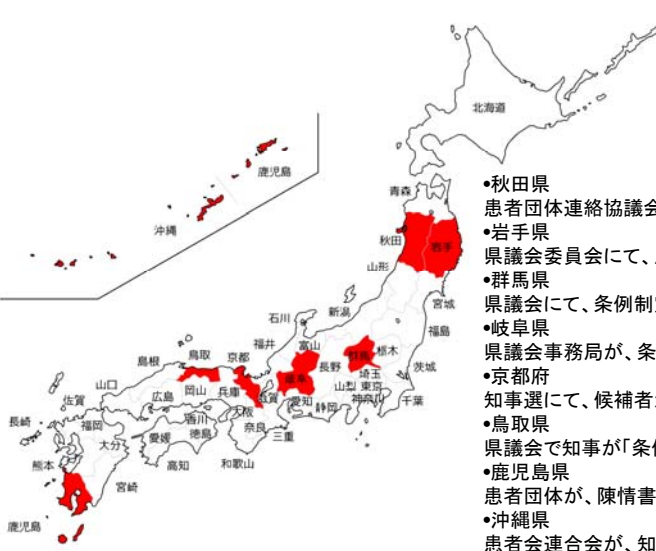 北海道
鹿児島
沖縄
青森
秋田
岩手
山形
宮城
石川
新潟
福島
福井
富山
群馬
栃木
島根
鳥取
京都
長野
埼玉
茨城
山口
岐阜
広島
岡山
兵庫
滋賀
愛知
山梨
東京
佐賀
神奈川
静岡
千葉
長崎
福岡
香川
大阪
大分
愛媛
徳島
奈良
三重
熊本
高知
和歌山
宮崎
鹿児島
•秋田県
患者団体連絡協議会
•岩手県
県議会委員会にて、
•群馬県
県議会にて、条例制
•岐阜県
県議会事務局が、条
•京都府
知事選にて、候補者
•鳥取県
県議会で知事が「条
•鹿児島県
患者団体が、陳情書
•沖縄県
患者会連合会が、知